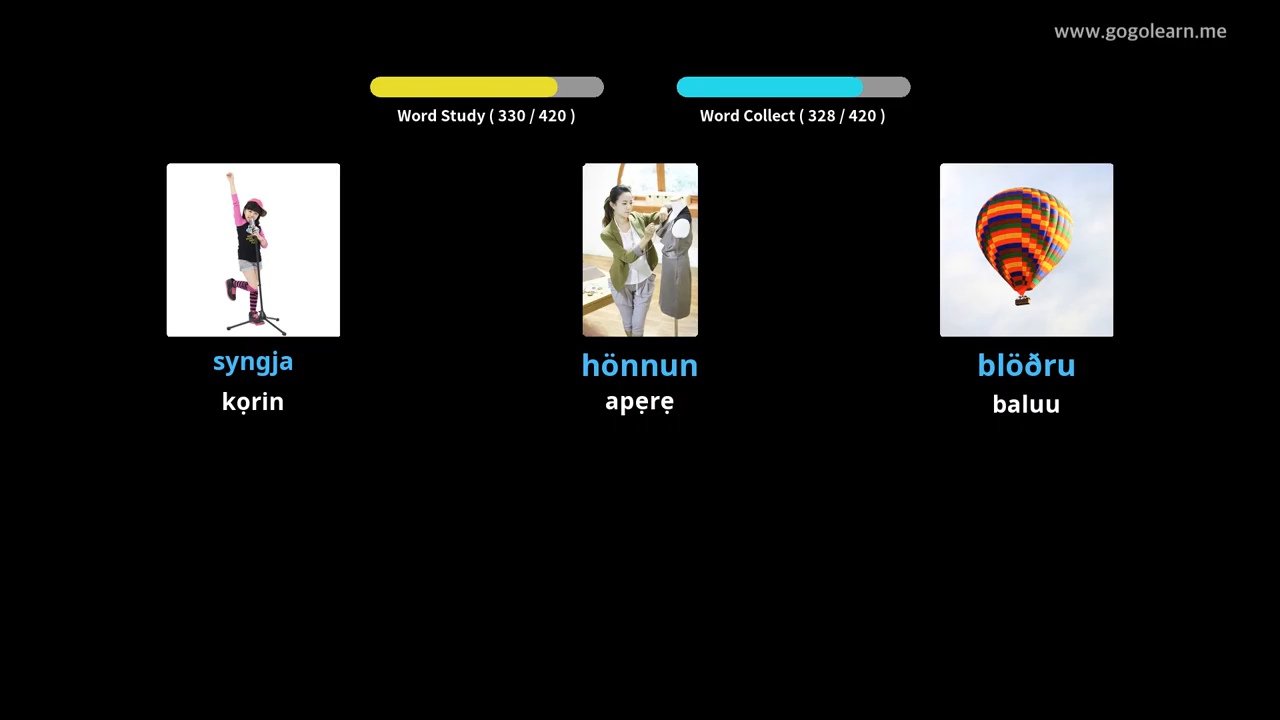 www.gogolearn.me
Word Study ( 330 / 420 )
Word Collect ( 328 / 420 )
syngja
hönnun
blöðru
kọrin
apẹrẹ
baluu